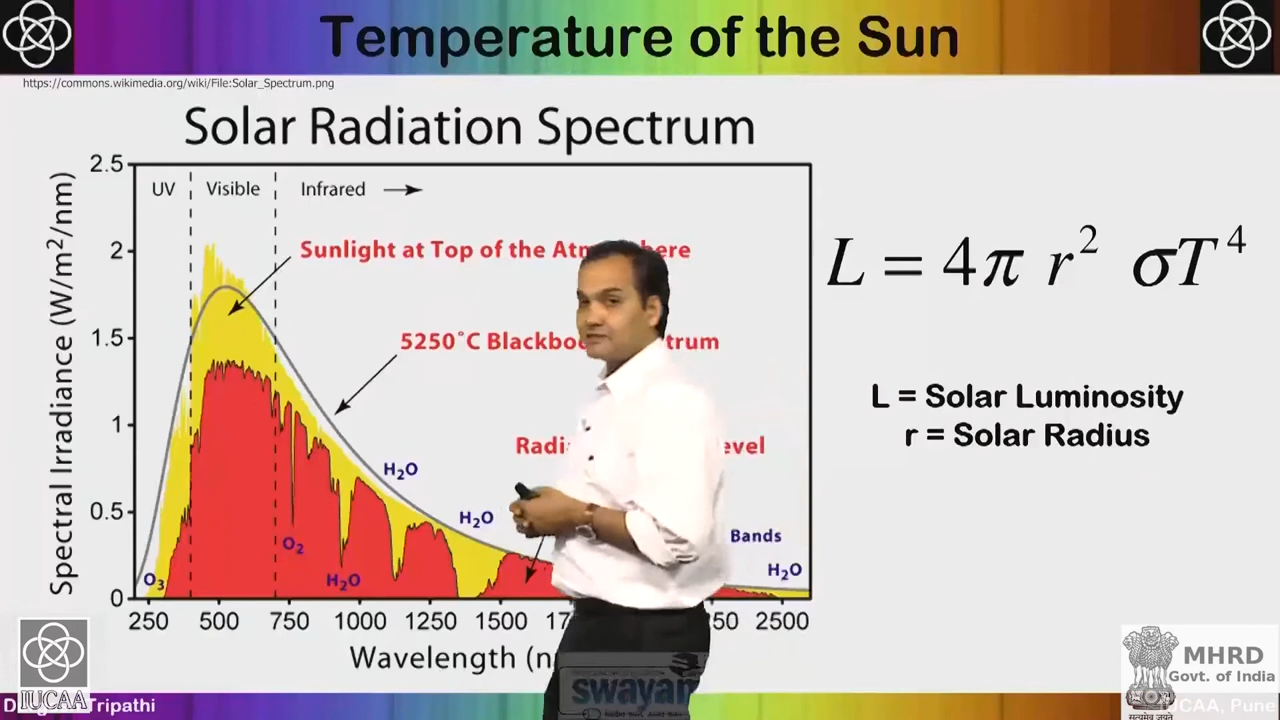 Temperature of the Sun
https://commons.wikimedia.org/wiki/File:Solar_Spectrum.png
Solar Radiation Spectrum
UV Visible Infrared
Sunlight at Top of the
5250°C
Bands
H₂O
H₂O
H₂O
H₂O
O₂
O₃
2.5
2
1.5
1
0.5
0
Spectral Irradiance (W/m²/nm)
250 500 750 1000 1250 1500 2500
Wavelength
L = 4π r² σT⁴
L = Solar Luminosity
r = Solar Radius
IUCAA
Tripathi
swayam
MHRD
Govt. of India
सत्यमेव जयते
IUCAA, Pune